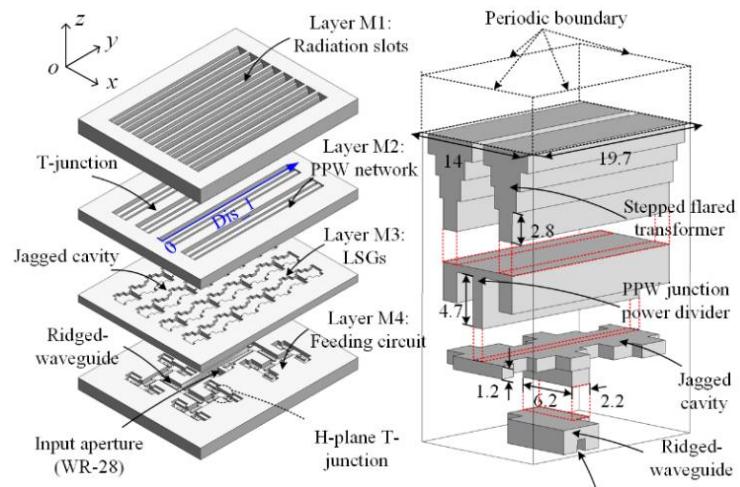 z
y
x
o
Layer M1:
Radiation slots
T-junction
Layer M2:
PPW network
0
Dis_1
Jagged cavity
Layer M3:
LSGs
Ridged-
waveguide
Layer M4:
Feeding circuit
Input aperture
(WR-28)
H-plane T-
junction
Periodic boundary
14
19.7
Stepped flared
transformer
2.8
PPW junction
power divider
4.7
Jagged
cavity
1.2
6.2
2.2
Ridged-
waveguide